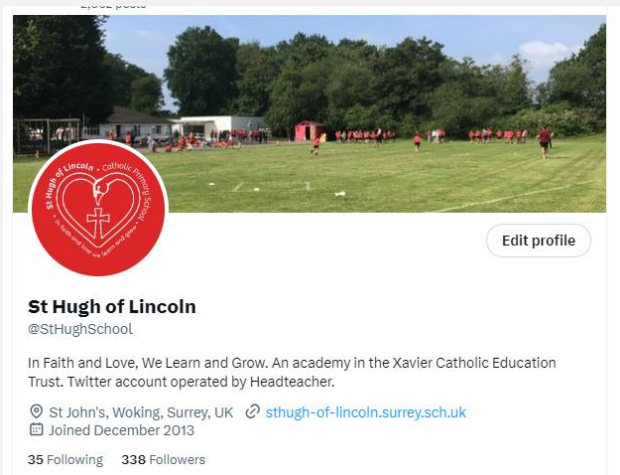 St Hugh of Lincoln • Catholic Primary School
• In faith and love we learn and grow •
Edit profile
St Hugh of Lincoln
@StHughSchool
In Faith and Love, We Learn and Grow. An academy in the Xavier Catholic Education
Trust. Twitter account operated by Headteacher.
St John's, Woking, Surrey, UK sthugh-of-lincoln.surrey.sch.uk
Joined December 2013
35 Following 338 Followers